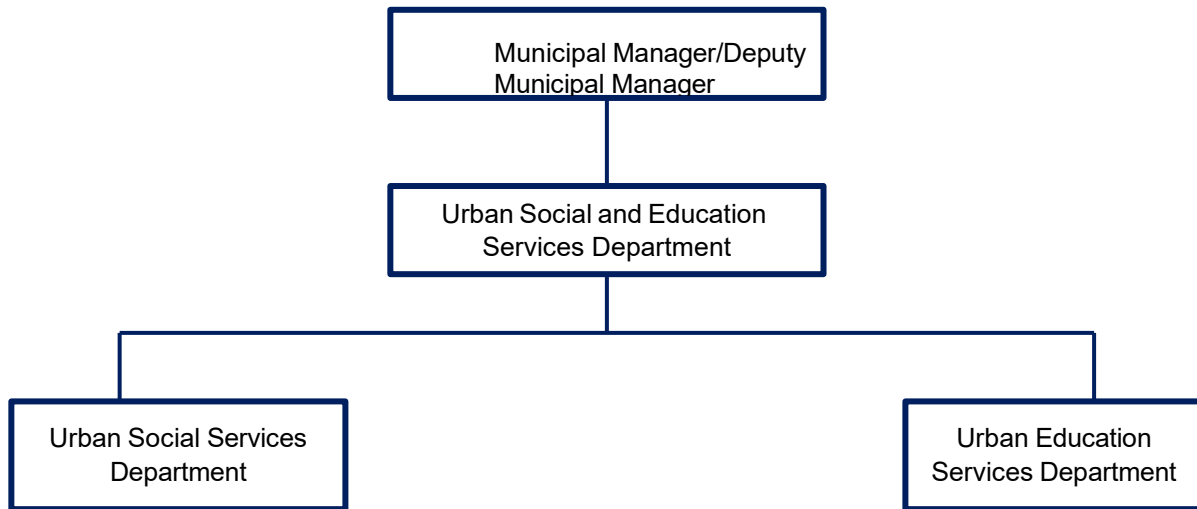 Municipal Manager/Deputy
Municipal Manager
Urban Social and Education
Services Department
Urban Social Services
Department
Urban Education
Services Department